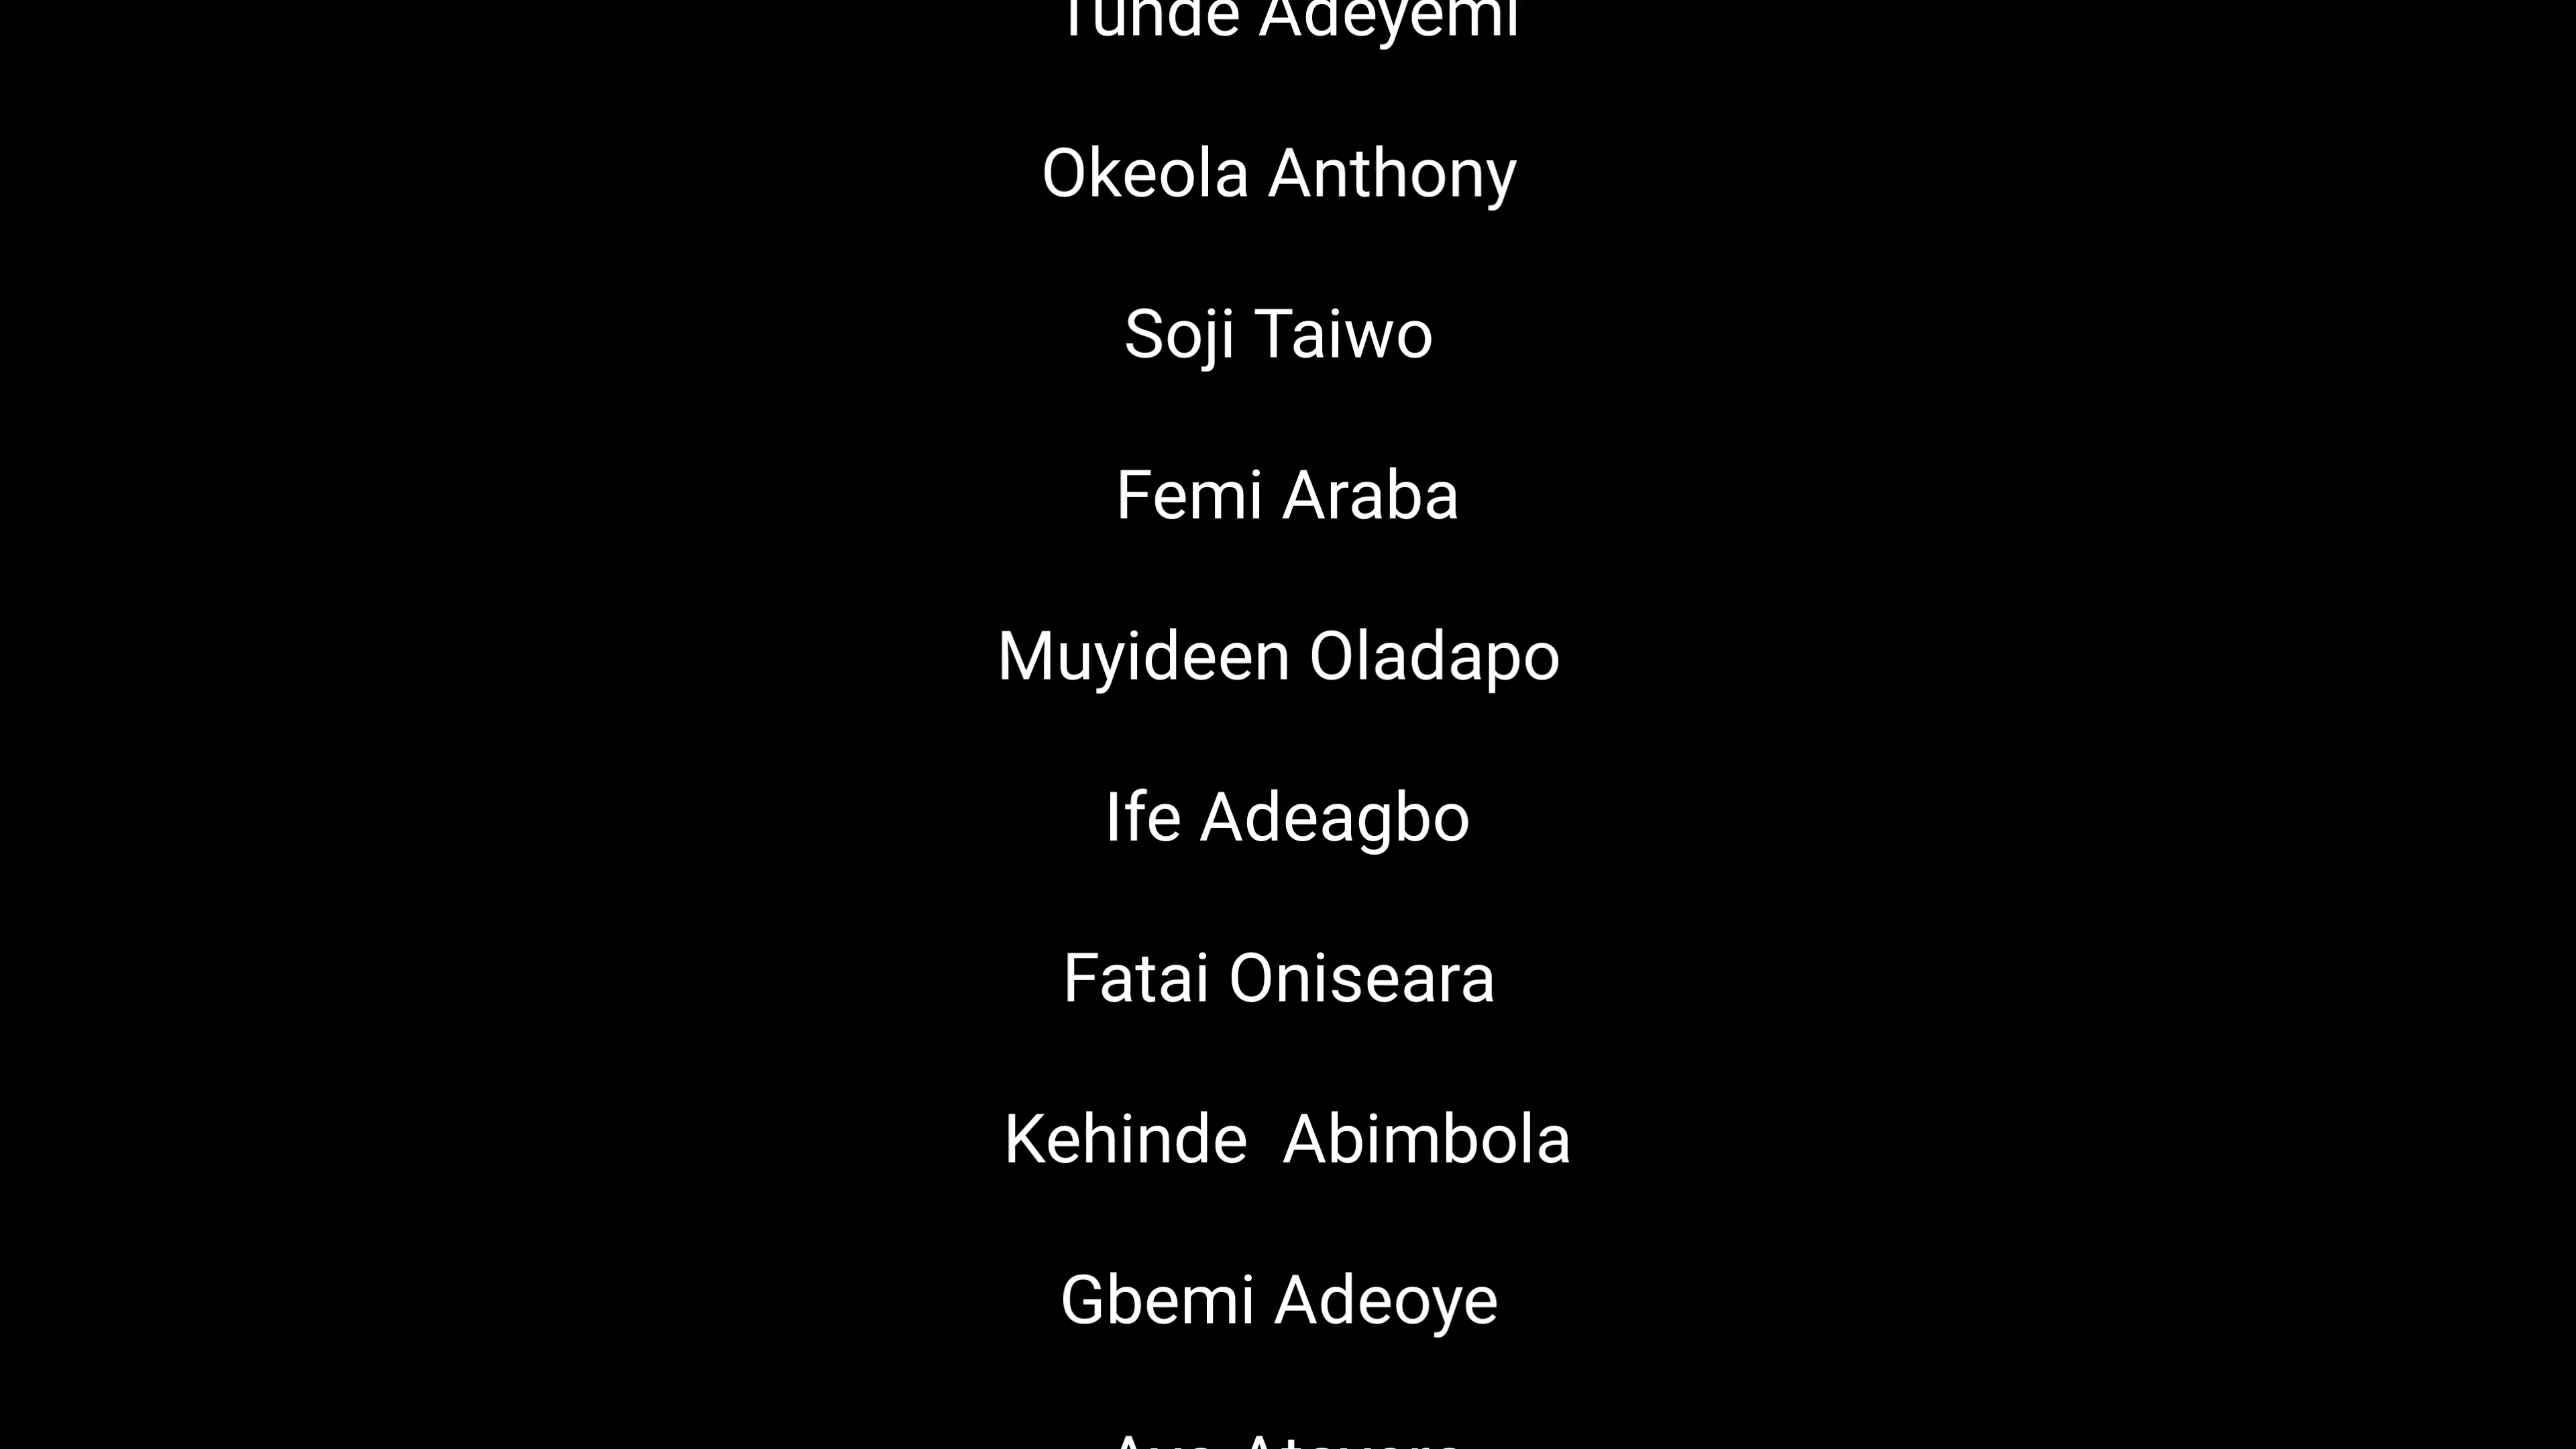 Tunde Adeyemi
Okeola Anthony
Soji Taiwo
Femi Araba
Muyideen Oladapo
Ife Adeagbo
Fatai Oniseara
Kehinde  Abimbola
Gbemi Adeoye